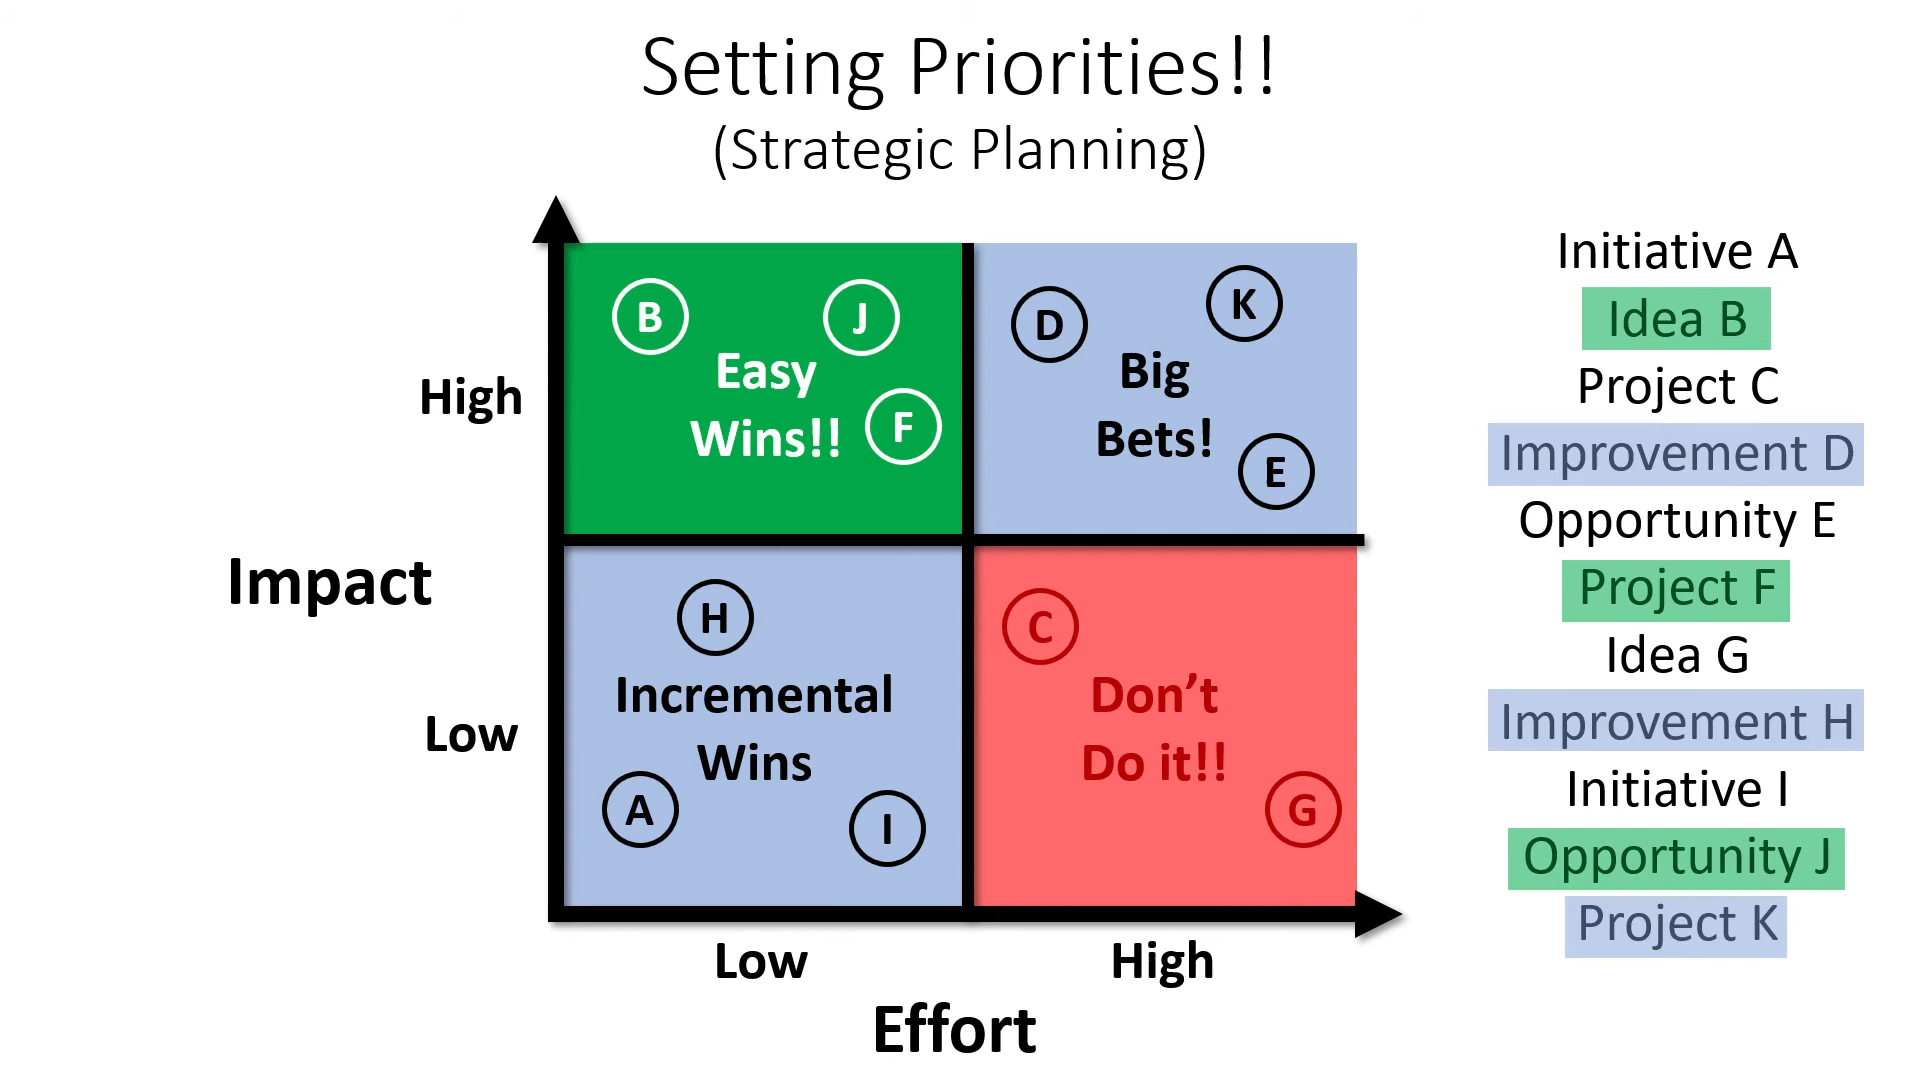 Setting Priorities!!
(Strategic Planning)
B
J
Easy
Wins!!
F
D
K
Big
Bets!
E
High
Impact
Low
H
Incremental
Wins
A
I
C
Don’t
Do it!!
G
Low
High
Effort
Initiative A
Idea B
Project C
Improvement D
Opportunity E
Project F
Idea G
Improvement H
Initiative I
Opportunity J
Project K